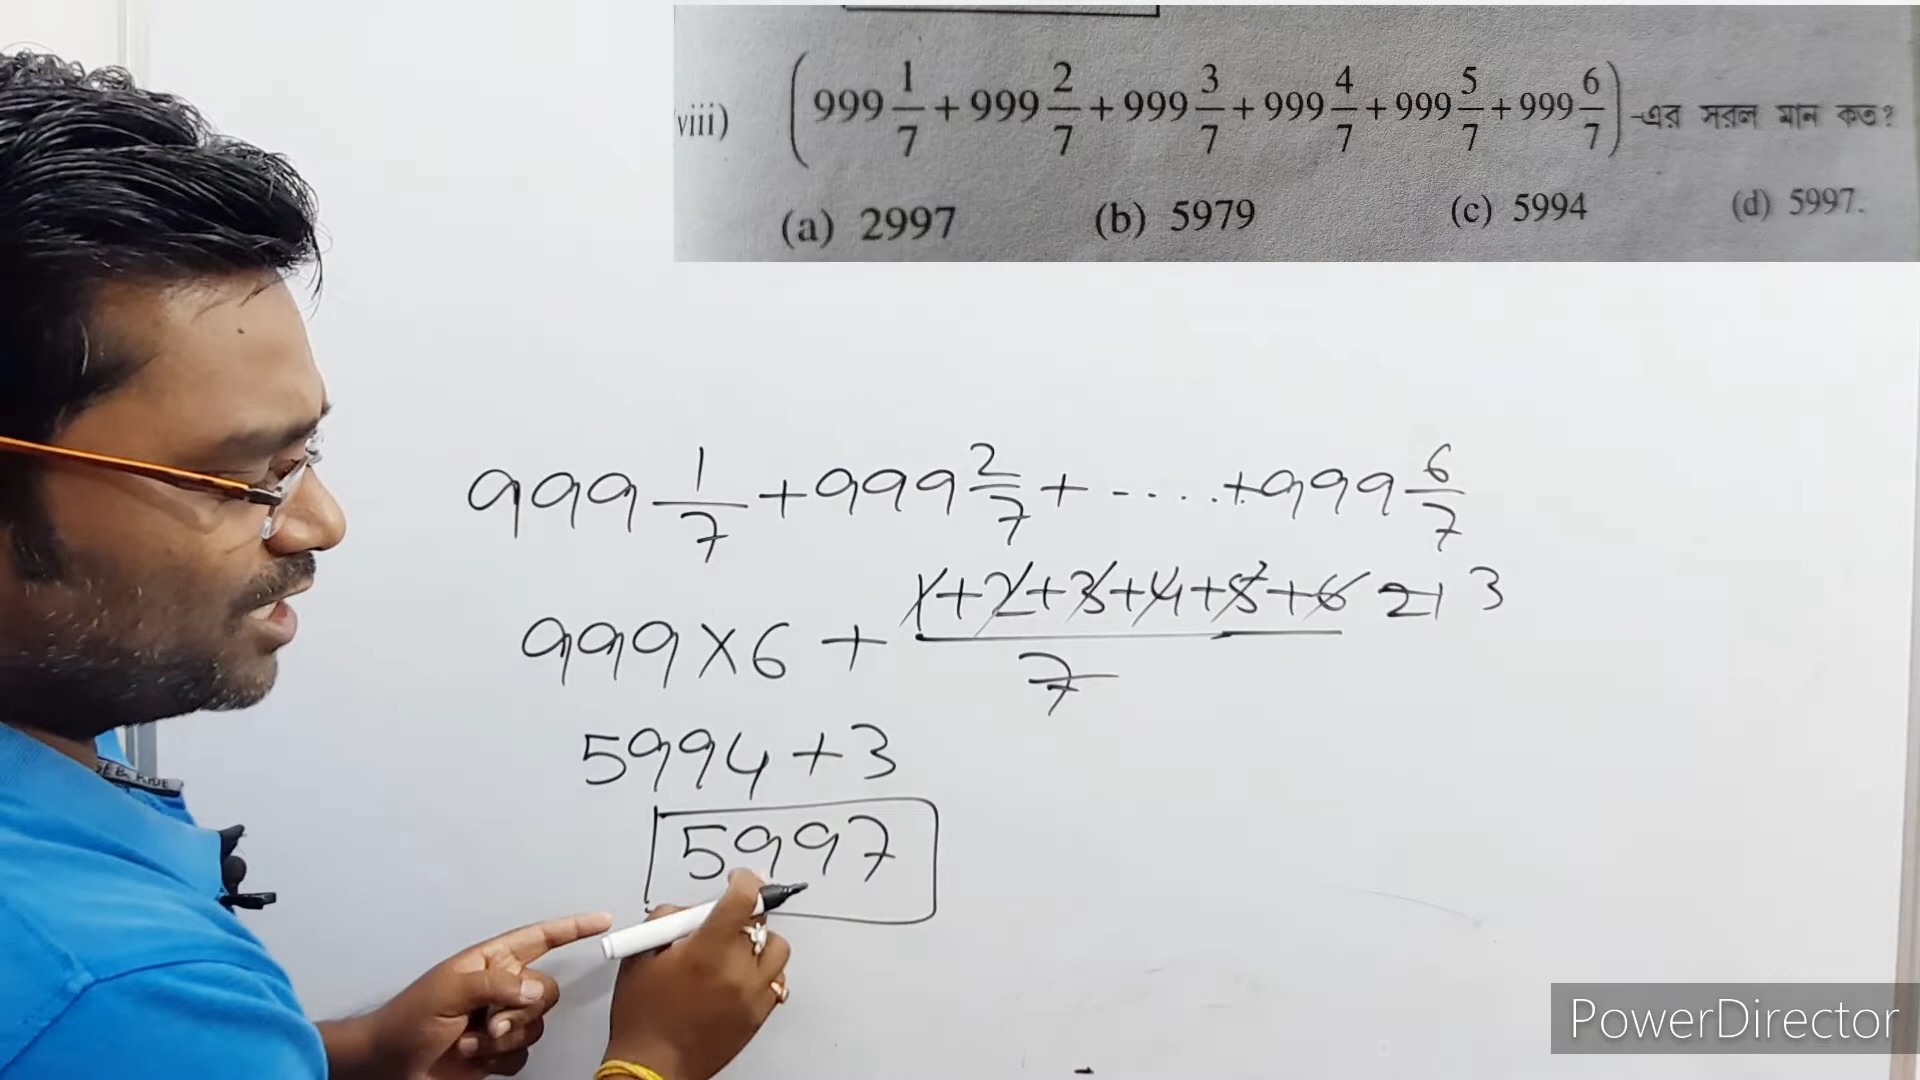 viii) (999 1/7 + 999 2/7 + 999 3/7 + 999 4/7 + 999 5/7 + 999 6/7) -এর সরল মান কত?
(a) 2997 (b) 5979 (c) 5994 (d) 5997.
999 1/7 + 999 2/7 + ..... + 999 6/7
999 × 6 + 1+2+3+4+5+6/7 21 3
5994 + 3
5997
PowerDirector